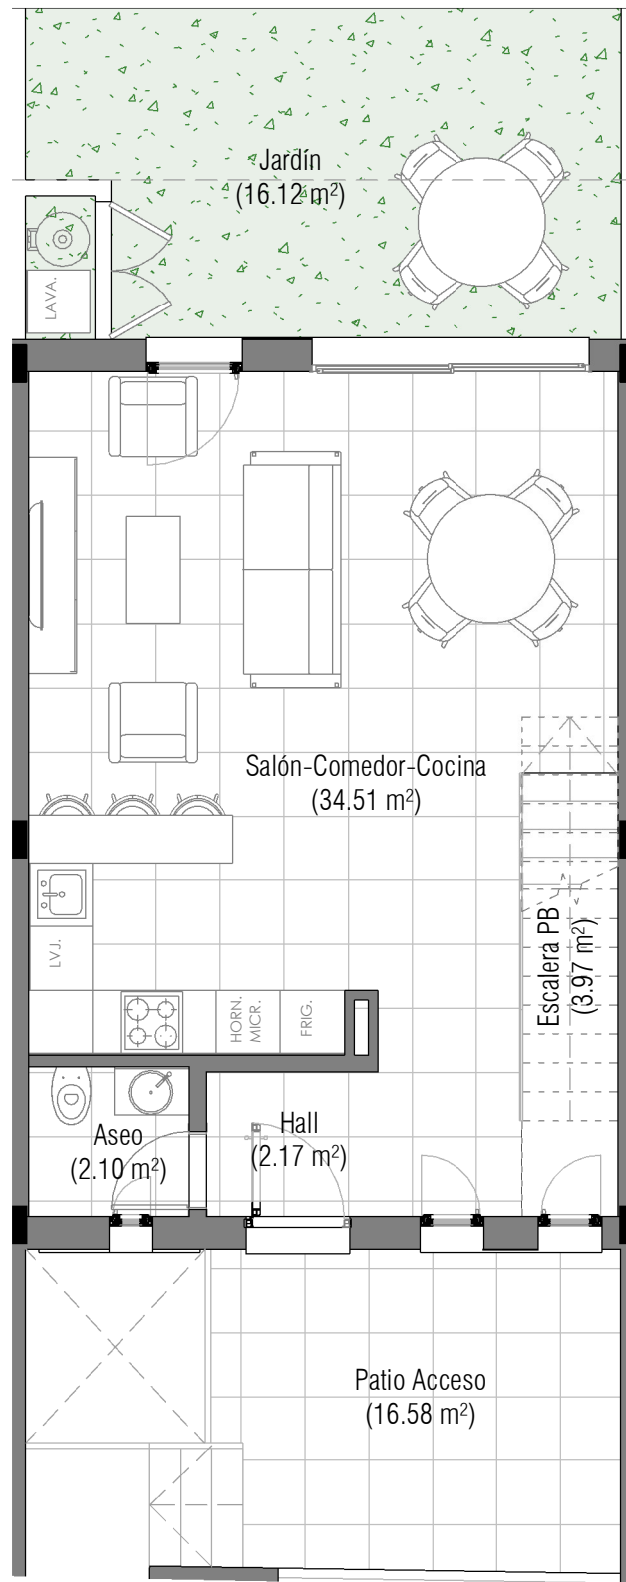 Jardín
(16.12 m²)
LAVA.
Salón-Comedor-Cocina
(34.51 m²)
LVJ.
HORN.
MICR.
FRIG.
Escalera PB
(3.97 m²)
Aseo
(2.10 m²)
Hall
(2.17 m²)
Patio Acceso
(16.58 m²)